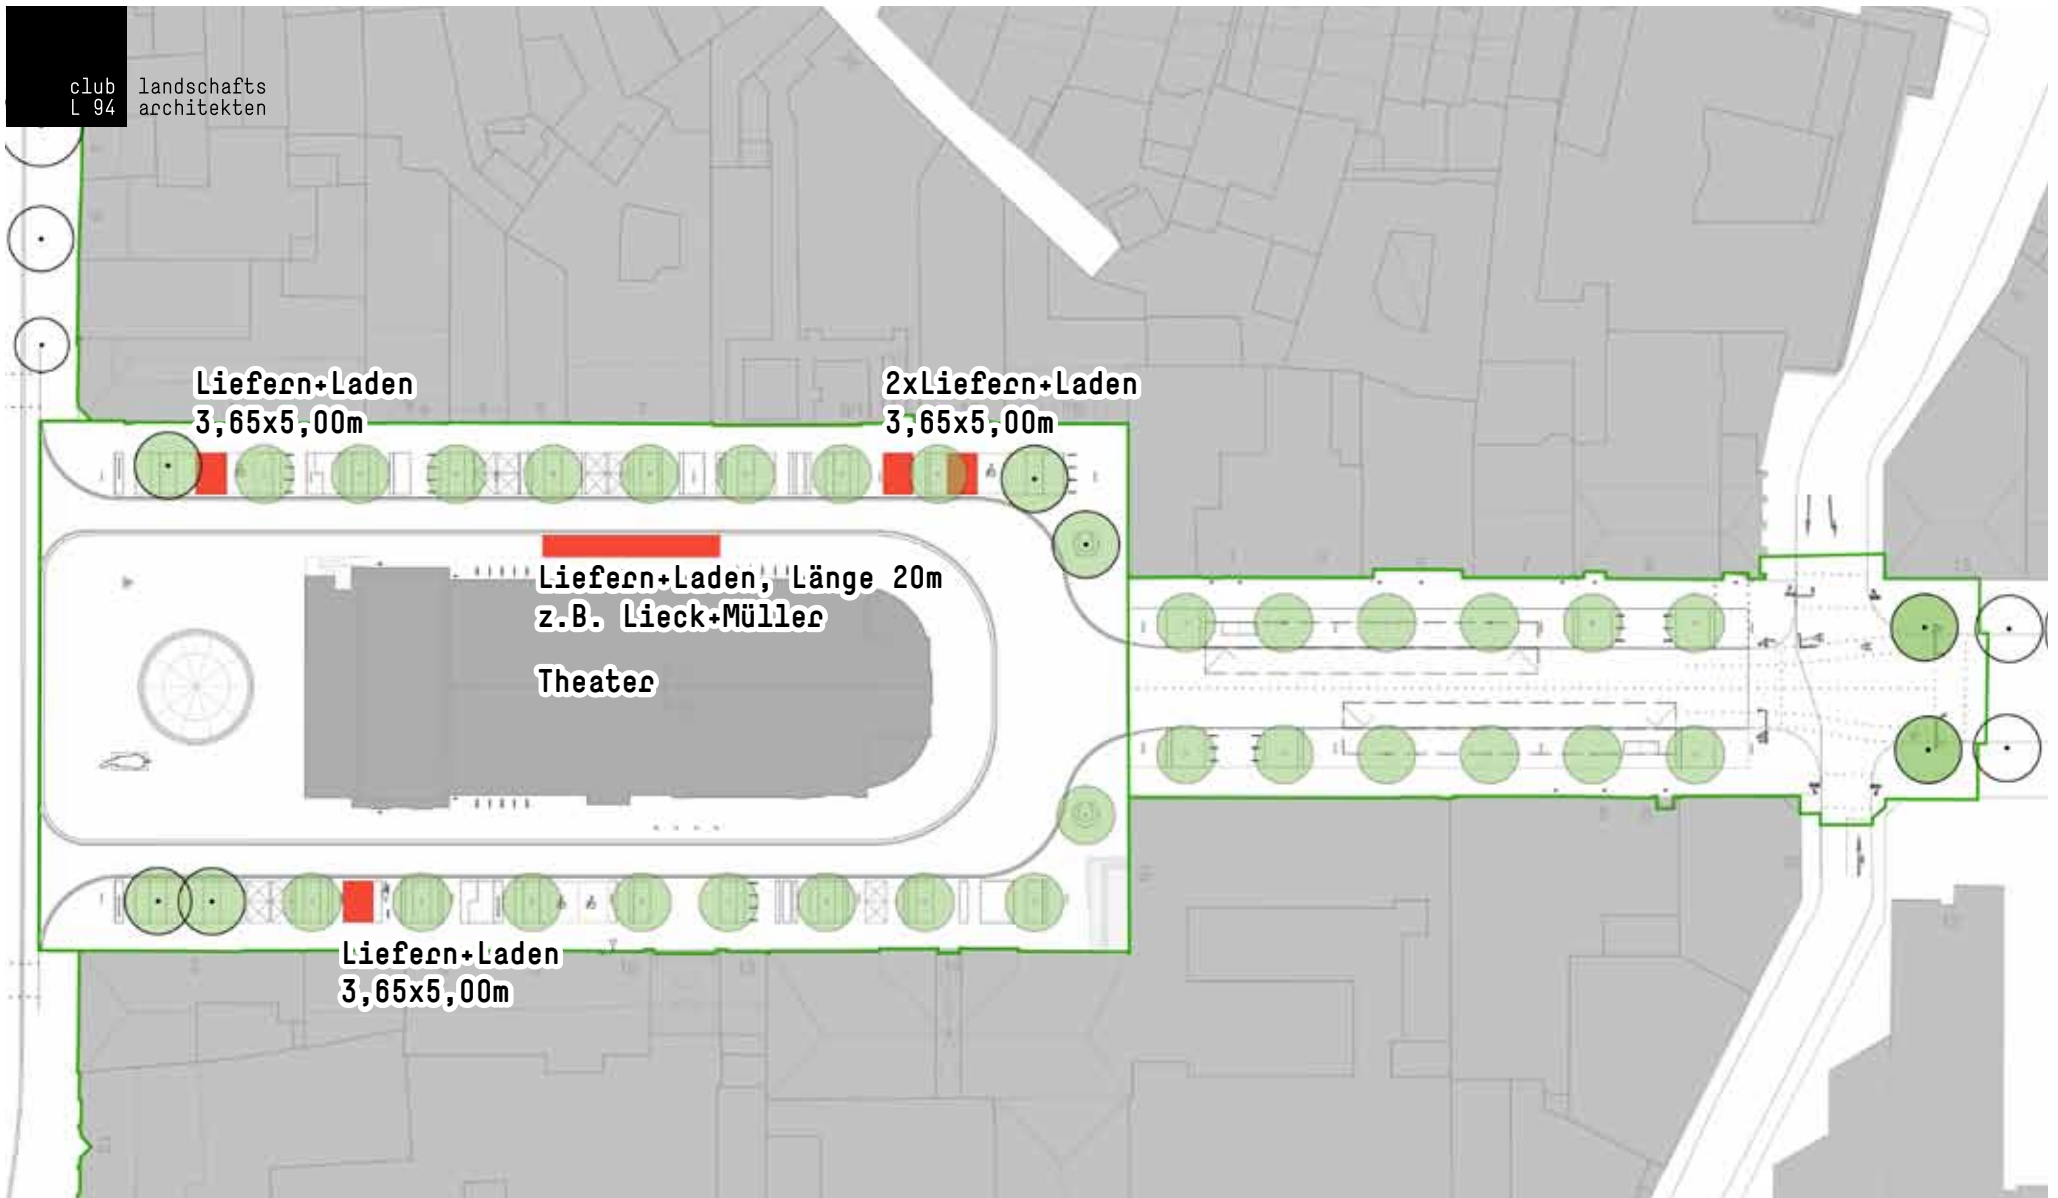 club landschafts
L 94 architekten
Liefern+Laden
3,65x5,00m
2xLiefern+Laden
3,65x5,00m
Liefern+Laden, Länge 20m
z.B. Lieck+Müller
Theater
Liefern+Laden
3,65x5,00m